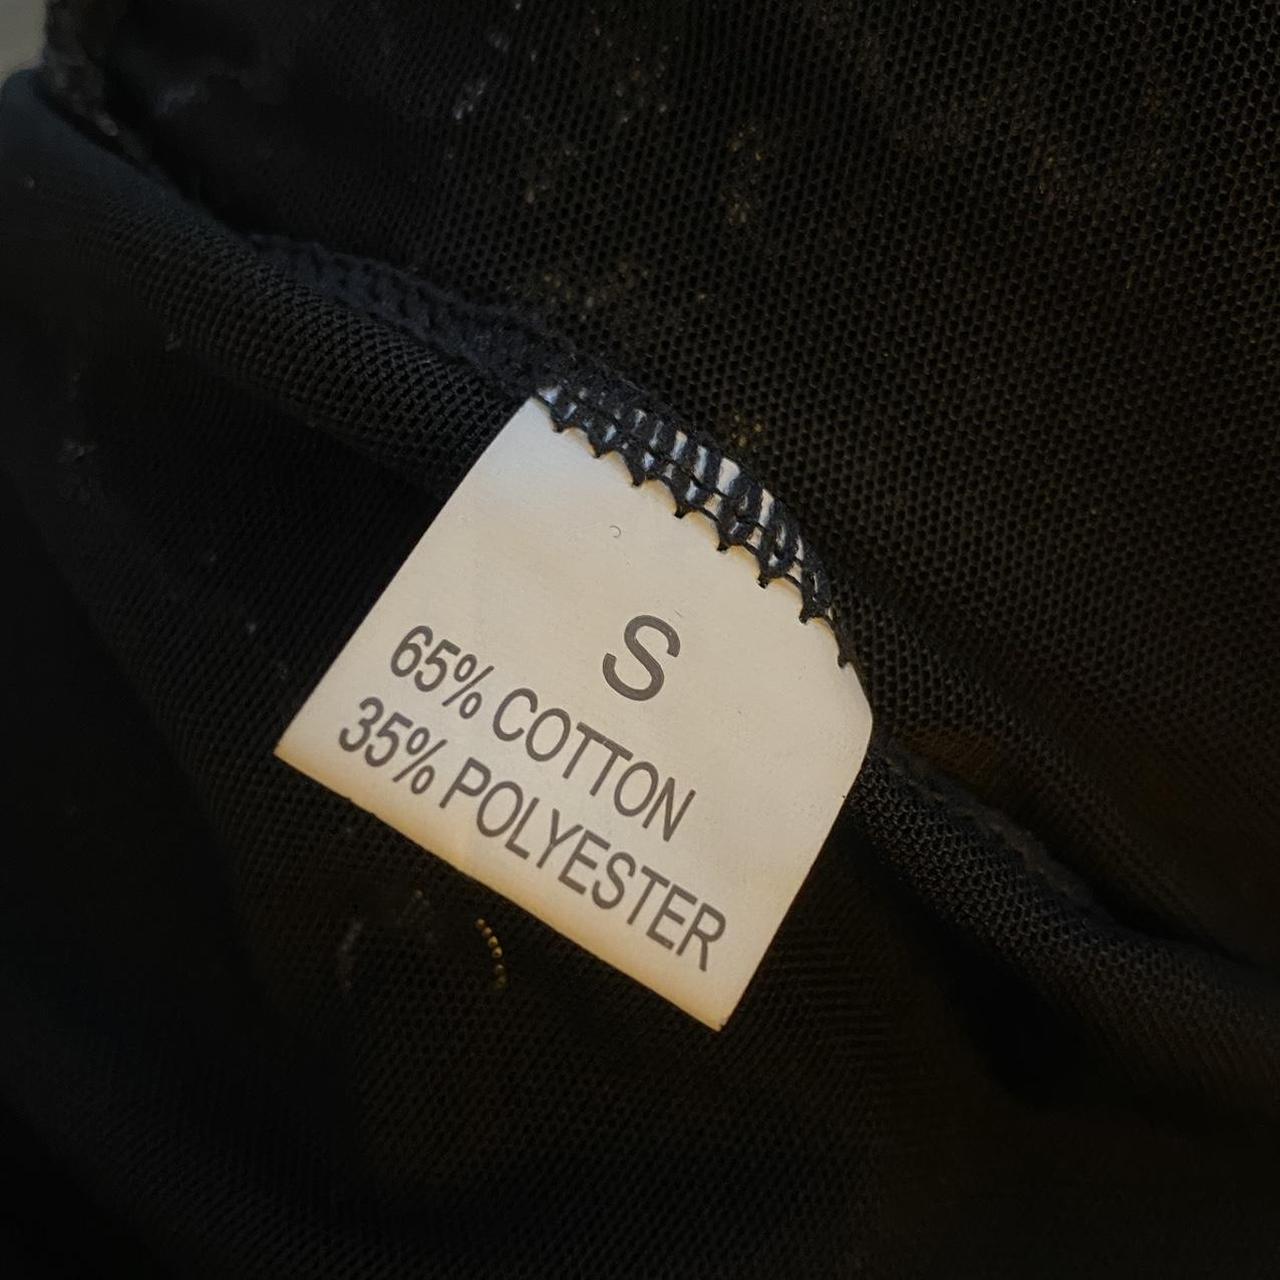 S
65% COTTON
35% POLYESTER